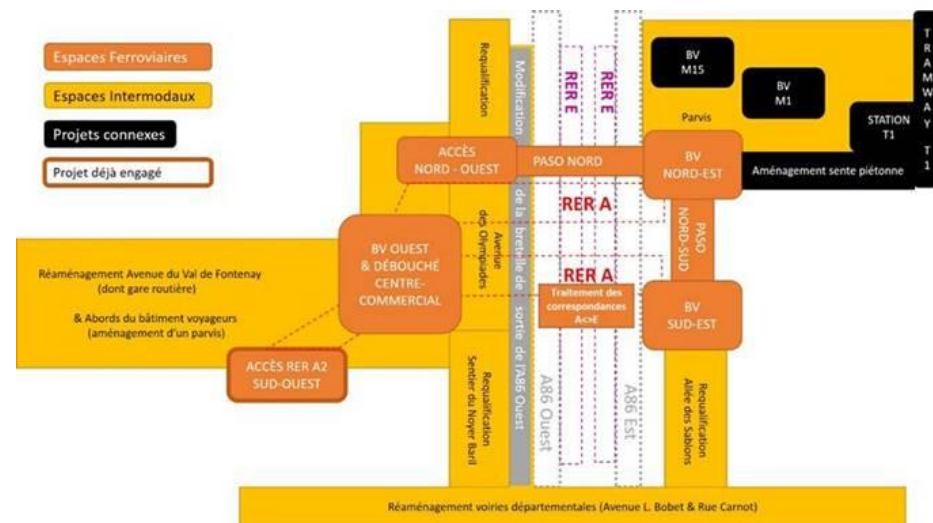 Espaces Ferroviaires
Espaces Intermodaux
Projets connexes
Projet déjà engagé
Requalification
Modification de la bretelle de sortie de l'A86 Ouest
RER E
RER E
BV
M15
BV
M1
Parvis
STATION
T1
TRAMWAY T1
ACCÈS
NORD - OUEST
PASO NORD
BV
NORD-EST
Aménagement sente piétonne
RER A
Avenue
des Olympiades
PASO
NORD-SUD
BV OUEST
& DÉBOUCHÉ
CENTRE-
COMMERCIAL
RER A
Traitement des
correspondances
A<>E
BV
SUD-EST
Réaménagement Avenue du Val de Fontenay
(dont gare routière)
& Abords du bâtiment voyageurs
(aménagement d'un parvis)
ACCÈS RER A2
SUD-OUEST
Requalification
Sentier du Noyer Baril
A86 Ouest
A86 Est
Requalification
Allée des Sablons
Réaménagement voiries départementales (Avenue L. Bobet & Rue Carnot)